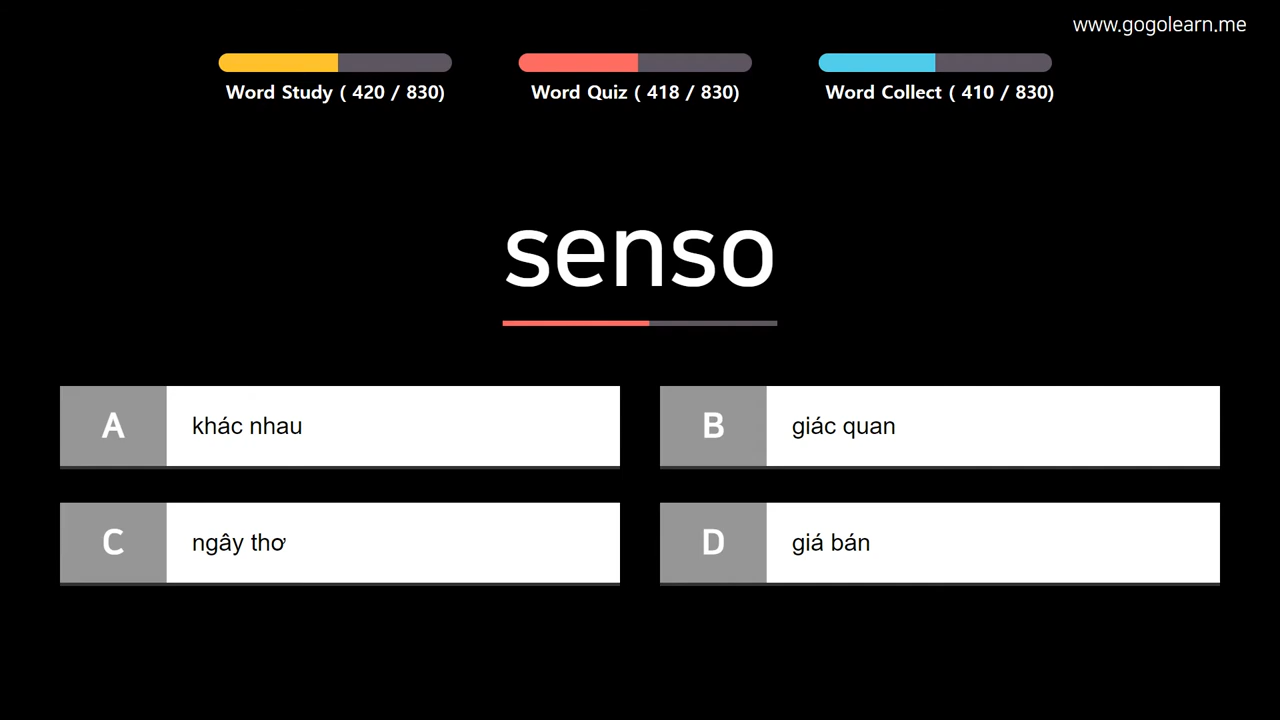 www.gogolearn.me
Word Study ( 420 / 830)
Word Quiz ( 418 / 830)
Word Collect ( 410 / 830)
senso
A
khác nhau
B
giác quan
C
ngây thơ
D
giá bán